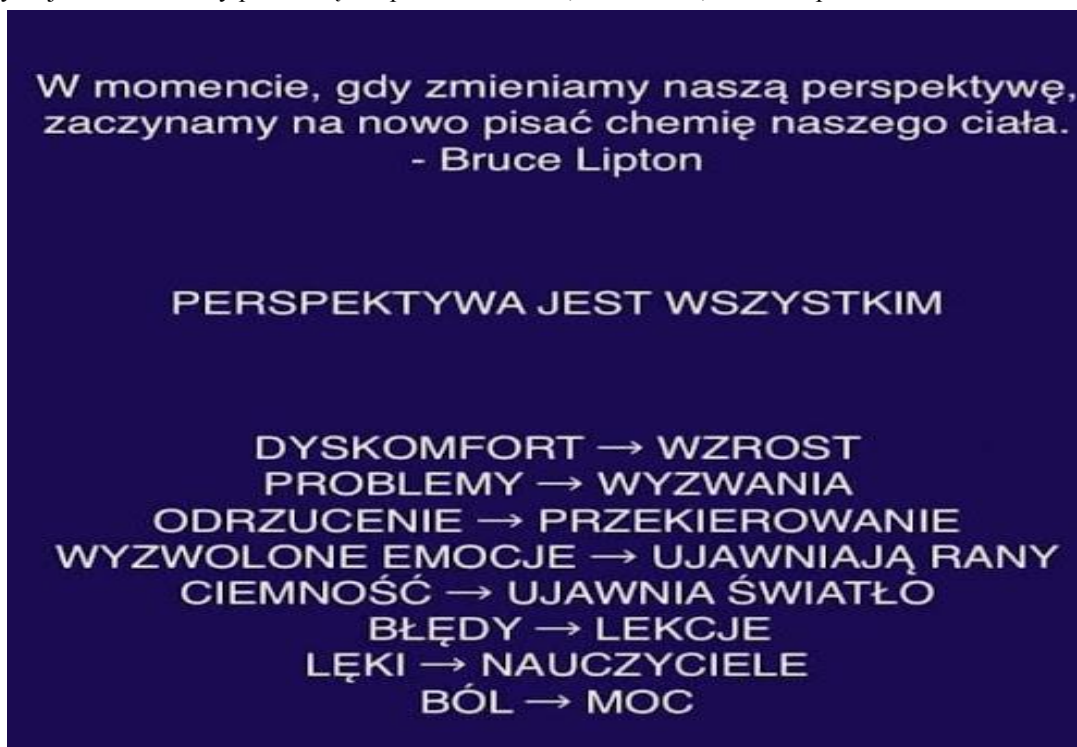 W momencie, gdy zmieniamy naszą perspektywę,
zaczynamy na nowo pisać chemię naszego ciała.
- Bruce Lipton
PERSPEKTYWA JEST WSZYSTKIM
DYSKOMFORT → WZROST
PROBLEMY → WYZWANIA
ODRZUCENIE → PRZEKIEROWANIE
WYZWOLONE EMOCJE → UJAWNIAJĄ RANY
CIEMNOŚĆ → UJAWNIA ŚWIATŁO
BŁĘDY → LEKCJE
LĘKI → NAUCZYCIELE
BÓL → MOC